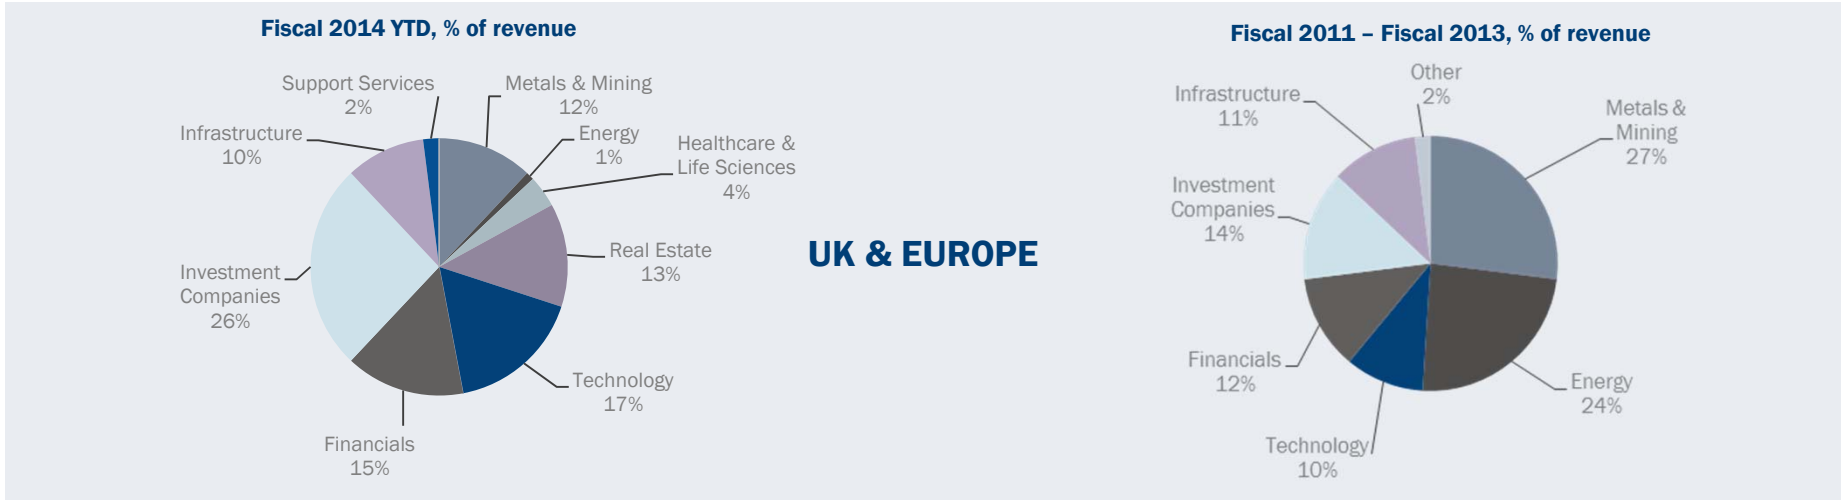 Fiscal 2014 YTD, % of revenue
Support Services
2%
Metals & Mining
12%
Energy
1%
Healthcare &
Life Sciences
4%
Real Estate
13%
Technology
17%
Financials
15%
Investment
Companies
26%
Infrastructure
10%
UK & EUROPE
Fiscal 2011 – Fiscal 2013, % of revenue
Other
2%
Metals &
Mining
27%
Energy
24%
Technology
10%
Financials
12%
Investment
Companies
14%
Infrastructure
11%